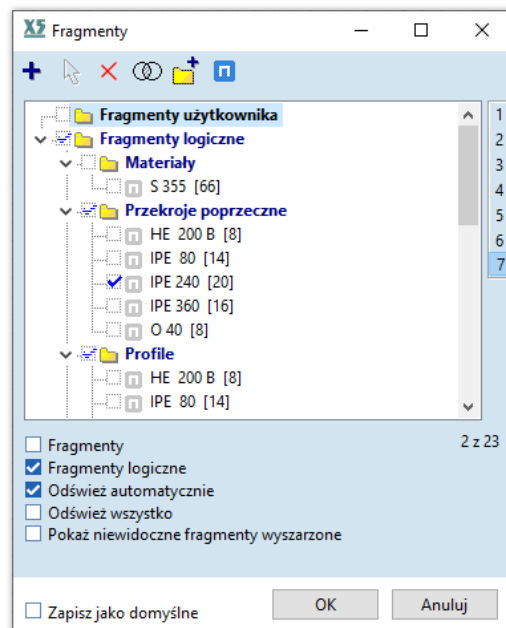 X5 Fragmenty
Fragmenty użytkownika
Fragmenty logiczne
Materiały
S 355 [66]
Przekroje poprzeczne
HE 200 B [8]
IPE 80 [14]
IPE 240 [20]
IPE 360 [16]
O 40 [8]
Profile
HE 200 B [8]
IPE 80 [14]
1
2
3
4
5
6
7
Fragmenty
2 z 23
Fragmenty logiczne
Odśwież automatycznie
Odśwież wszystko
Pokaż niewidoczne fragmenty wyszarzone
Zapisz jako domyślne
OK
Anuluj